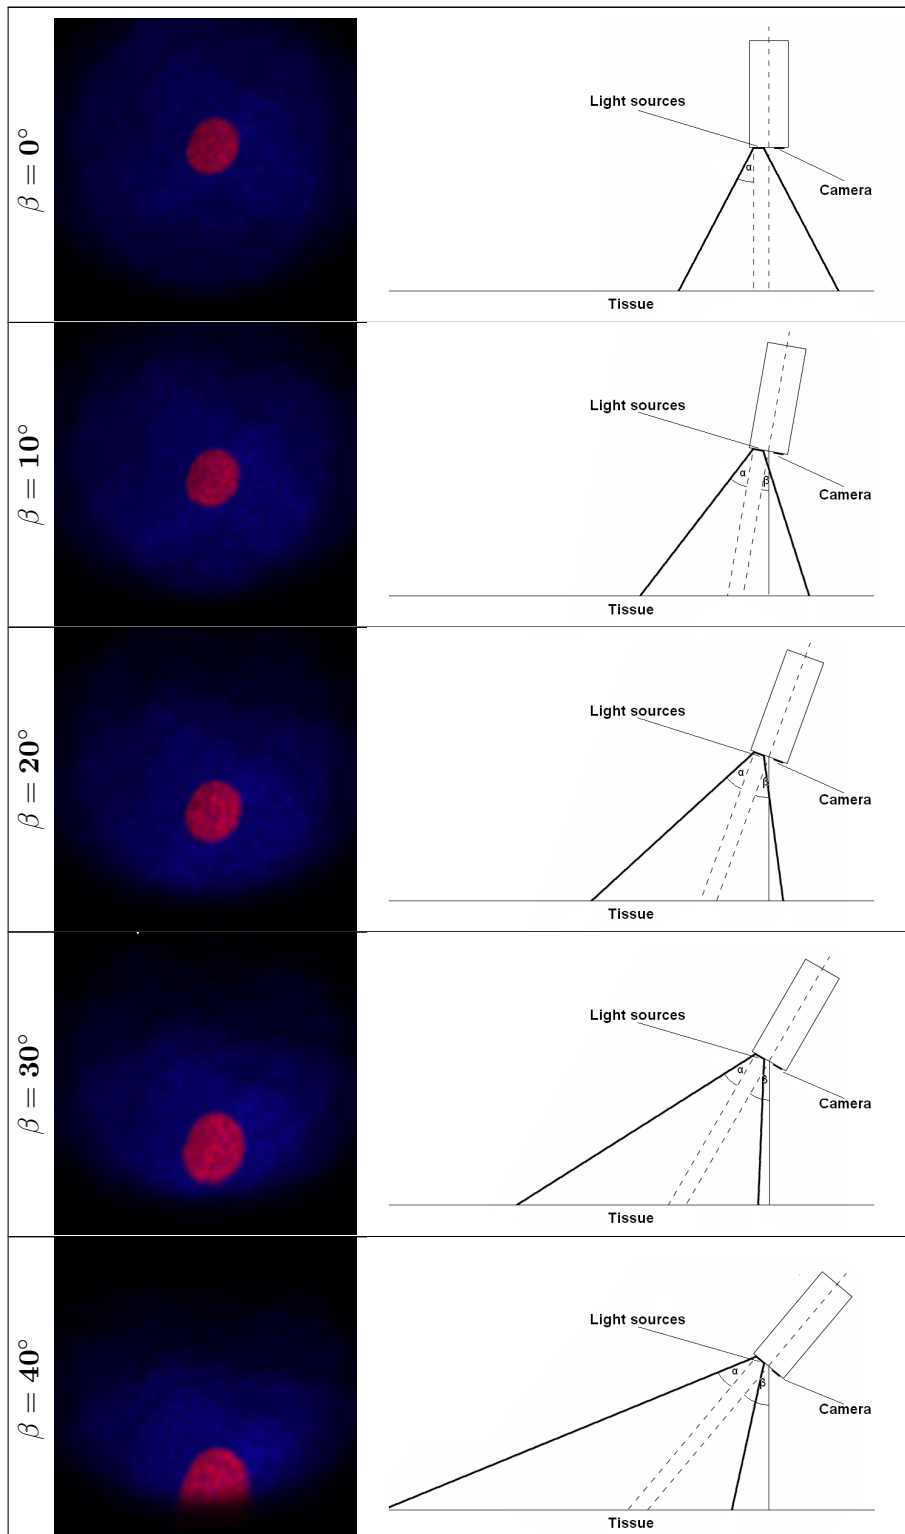 β = 0°
Light sources
α
Camera
Tissue
β = 10°
Light sources
α
β
Camera
Tissue
β = 20°
Light sources
α
β
Camera
Tissue
β = 30°
Light sources
α
β
Camera
Tissue
β = 40°
Light sources
α
β
Camera
Tissue